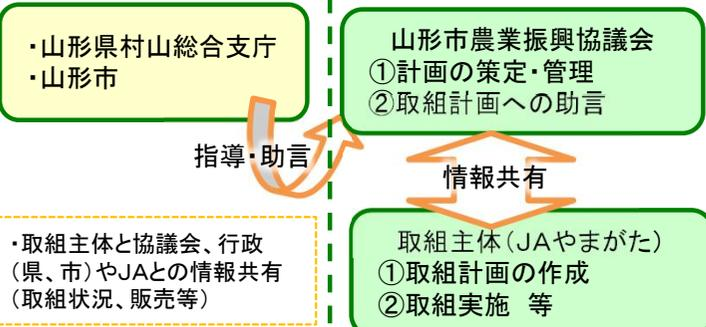 ・山形県村山総合支庁
・山形市
山形市農業振興協議会
①計画の策定・管理
②取組計画への助言
指導・助言
情報共有
・取組主体と協議会、行政
（県、市）やJAとの情報共有
（取組状況、販売等）
取組主体（JAやまがた）
①取組計画の作成
②取組実施　等